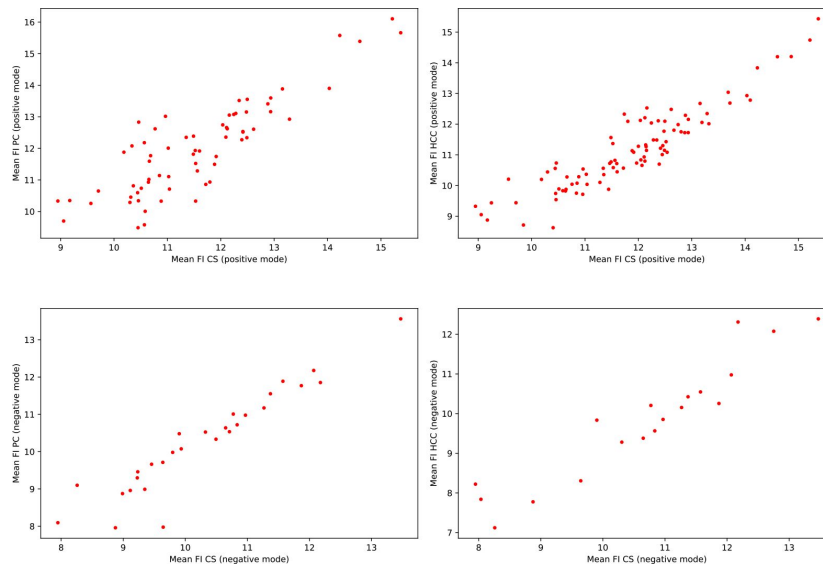 16
15
14
13
12
11
10
Mean FI PC (positive mode)
9 10 11 12 13 14 15
Mean FI CS (positive mode)
15
14
13
12
11
10
9
Mean FI HCC (positive mode)
9 10 11 12 13 14 15
Mean FI CS (positive mode)
13
12
11
10
9
8
Mean FI PC (negative mode)
8 9 10 11 12 13
Mean FI CS (negative mode)
12
11
10
9
8
7
Mean FI HCC (negative mode)
8 9 10 11 12 13
Mean FI CS (negative mode)